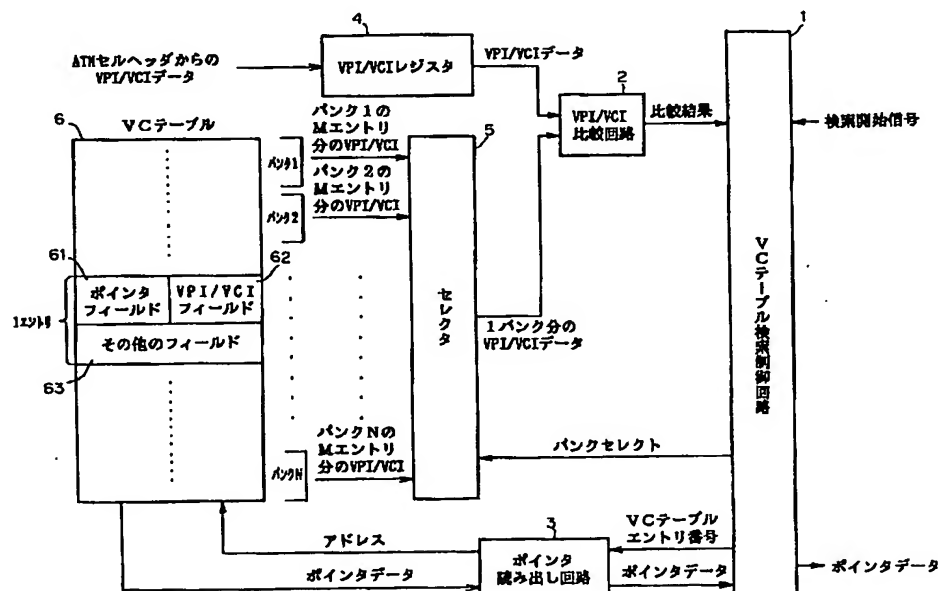 4
1
ATMセルヘッダからの
VPI/VCIデータ
VPI/VCIレジスタ
VPI/VCIデータ
2
VPI/VCI
比較回路
比較結果
検索開始信号
6
VCテーブル
バンク1
バンク1の
Mエントリ
分のVPI/VCI
5
バンク2
バンク2の
Mエントリ
分のVPI/VCI
61
62
1エントリ
ポインタ
フィールド
VPI/VCI
フィールド
その他のフィールド
63
セレクタ
1バンク分の
VPI/VCIデータ
VCテーブル検索制御回路
バンクN
バンクNの
Mエントリ
分のVPI/VCI
バンクセレクト
アドレス
3
ポインタ
読み出し回路
VCテーブル
エントリ番号
ポインタデータ
ポインタデータ
ポインタデータ